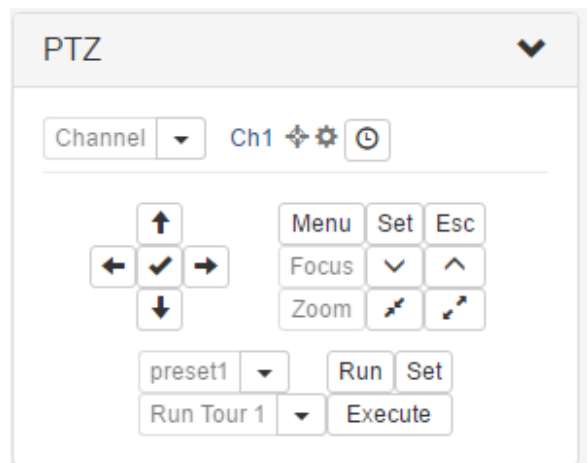 PTZ
Channel Ch1
Menu Set Esc
Focus
Zoom
preset1 Run Set
Run Tour 1 Execute